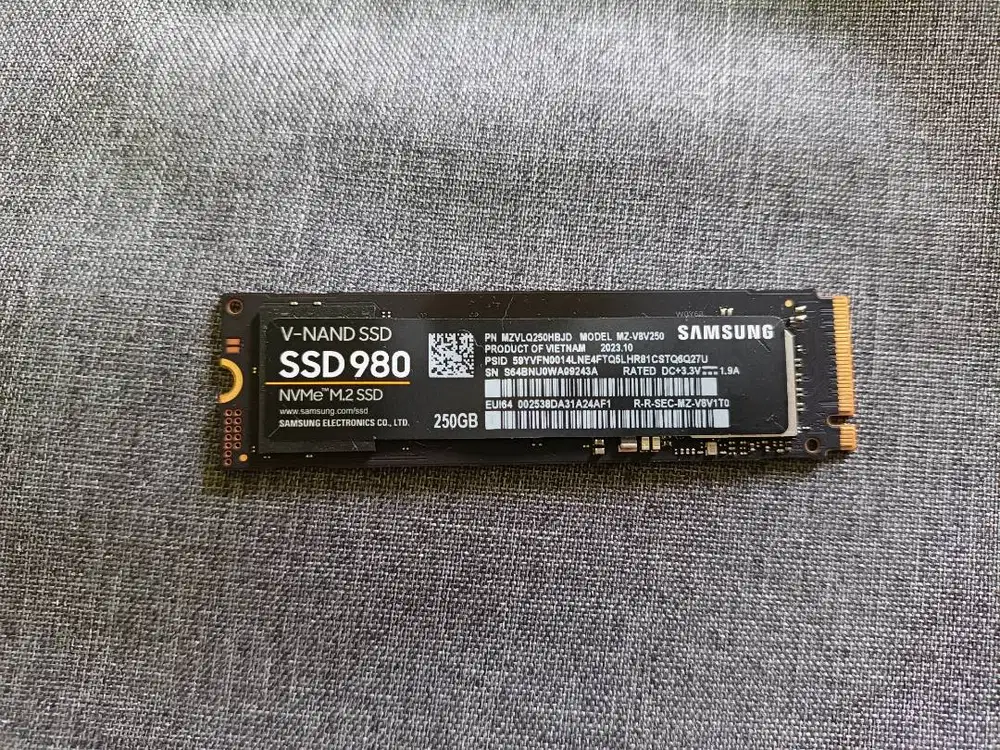 V-NAND SSD
SSD 980
NVMe™ M.2 SSD
www.samsung.com/ssd
SAMSUNG ELECTRONICS CO., LTD.
250GB
PN MZVLQ250HBJD MODEL MZ-V8V250
SAMSUNG
PRODUCT OF VIETNAM 2023.10
PSID 59YVFN0014LNE4FTQ5LHR81CSTQ6Q27U
SN S64BNU0WA09243A RATED DC+3.3V 1.9A
EUI64 002538DA31A24AF1 R-R-SEC-MZ-V8V1T0